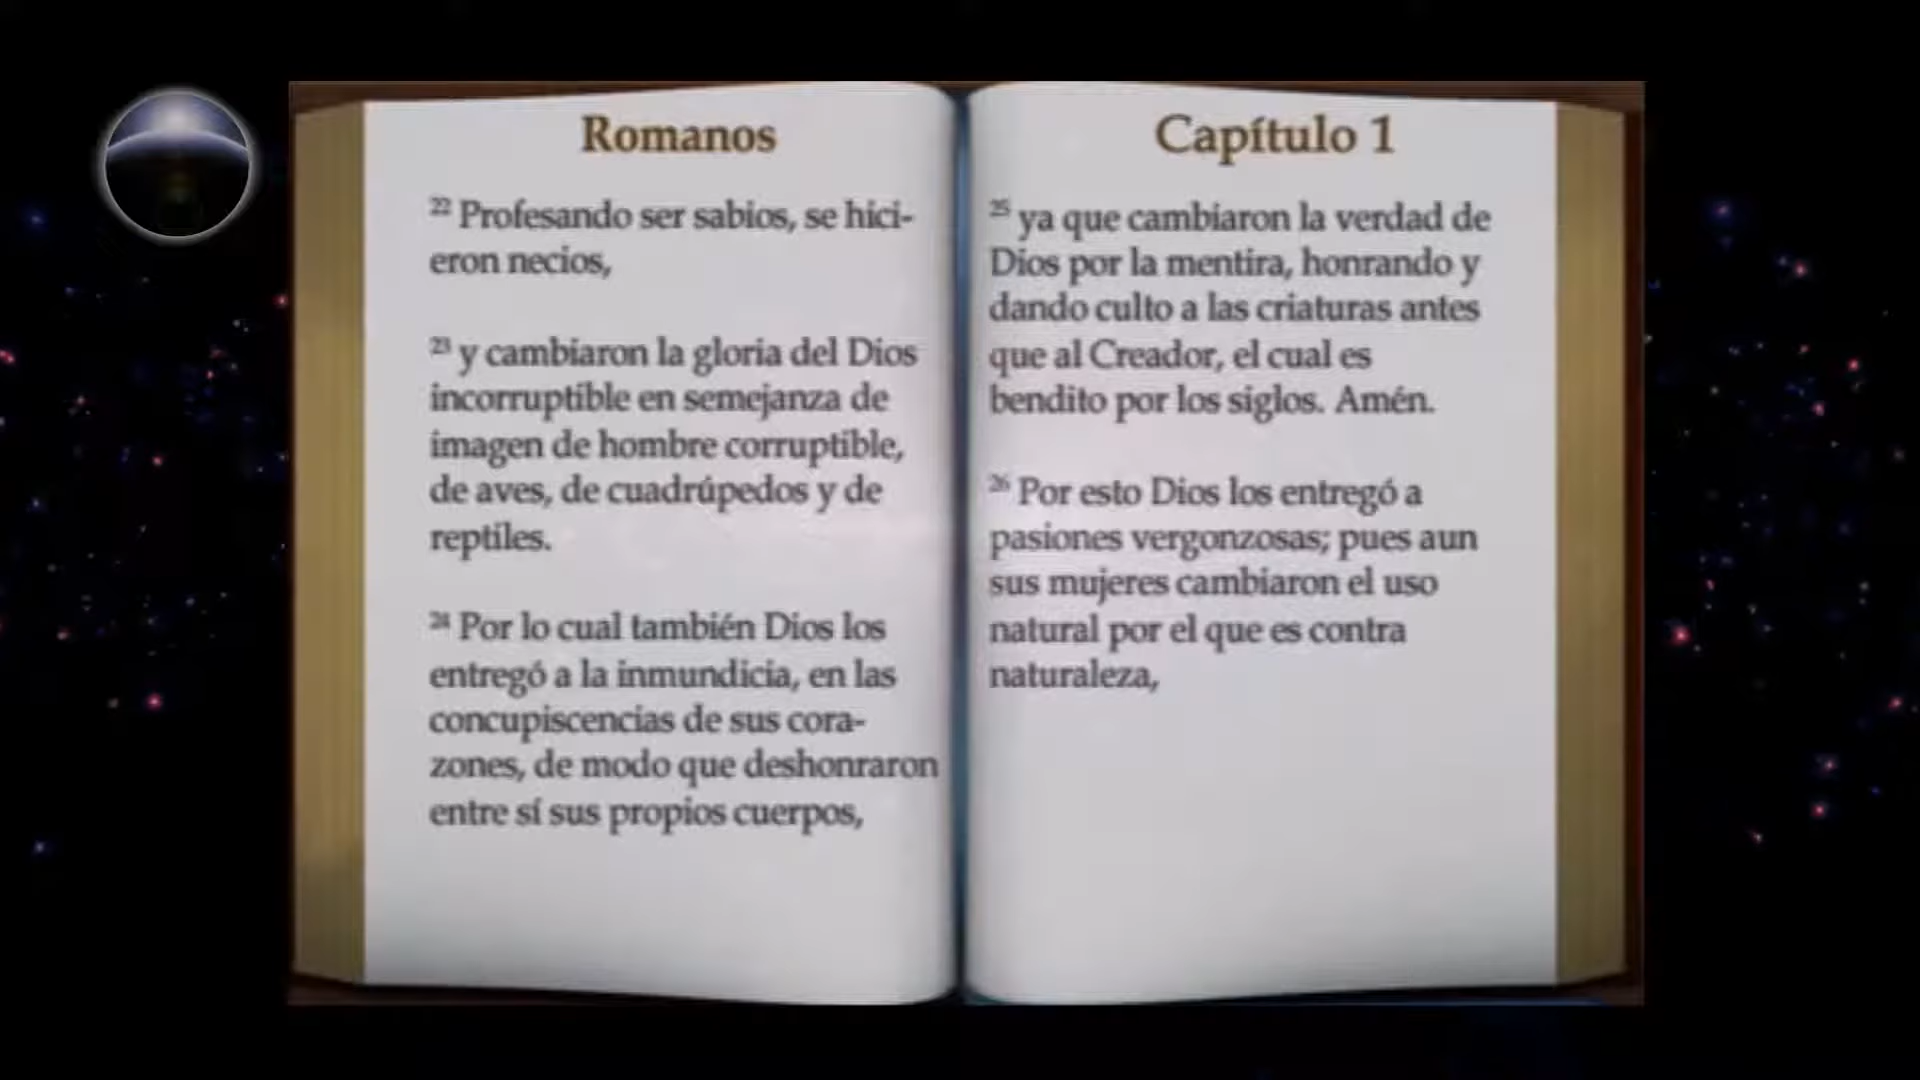 Romanos
22 Profesando ser sabios, se hici-
eron necios,
23 y cambiaron la gloria del Dios
incorruptible en semejanza de
imagen de hombre corruptible,
de aves, de cuadrúpedos y de
reptiles.
24 Por lo cual también Dios los
entregó a la inmundicia, en las
concupiscencias de sus cora-
zones, de modo que deshonraron
entre sí sus propios cuerpos,
Capítulo 1
25 ya que cambiaron la verdad de
Dios por la mentira, honrando y
dando culto a las criaturas antes
que al Creador, el cual es
bendito por los siglos. Amén.
26 Por esto Dios los entregó a
pasiones vergonzosas; pues aun
sus mujeres cambiaron el uso
natural por el que es contra
naturaleza,